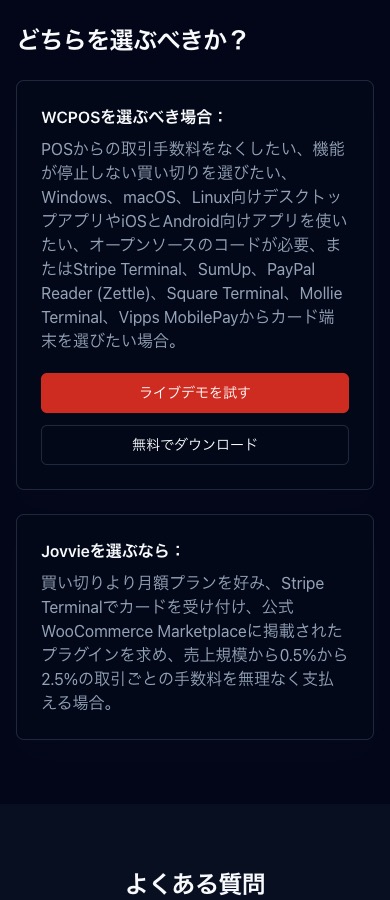 どちらを選ぶべきか？
WCPOSを選ぶべき場合：
POSからの取引手数料をなくしたい、機能
が停止しない買い切りを選びたい、
Windows、macOS、Linux向けデスクトッ
プアプリやiOSとAndroid向けアプリを使い
たい、オープンソースのコードが必要、ま
たはStripe Terminal、SumUp、PayPal
Reader (Zettle)、Square Terminal、Mollie
Terminal、Vipps MobilePayからカード端
末を選びたい場合。
ライブデモを試す
無料でダウンロード
Jovvieを選ぶなら：
買い切りより月額プランを好み、Stripe
Terminalでカードを受け付け、公式
WooCommerce Marketplaceに掲載された
プラグインを求め、売上規模から0.5%から
2.5%の取引ごとの手数料を無理なく支払
える場合。
よくある質問